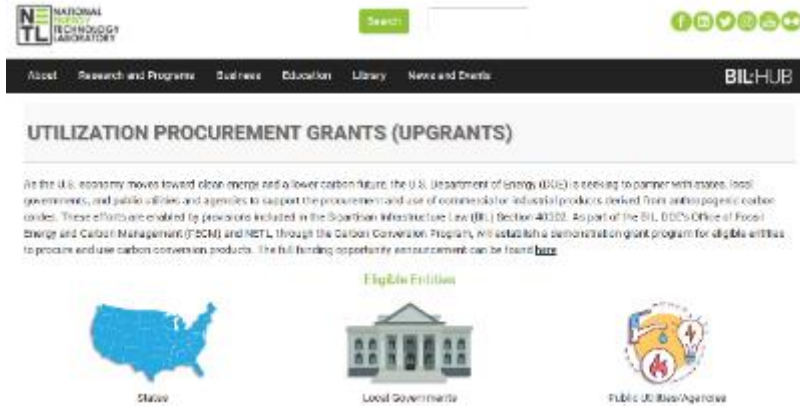 NATIONAL
ENERGY
TECHNOLOGY
LABORATORY
NE
TL
Search
About Research and Programs Business Education Library News and Events BIL:HUB
UTILIZATION PROCUREMENT GRANTS (UPGRANTS)
As the U.S. economy moves toward clean energy and a lower carbon future, the U.S. Department of Energy (DOE) is seeking to partner with states, local
governments, and public utilities and agencies to support the procurement and use of commercial or industrial products derived from anthropogenic carbon
oxides. These efforts are enabled by provisions included in the Bipartisan Infrastructure Law (BIL) Section 40302. As part of the BIL, DOE's Office of Fossil
Energy and Carbon Management (FECM) and NETL, through the Carbon Conversion Program, will establish a demonstration grant program for eligible entities
to procure and use carbon conversion products. The full funding opportunity announcement can be found here
Eligible Entities
States Local Governments Public Utilities/Agencies